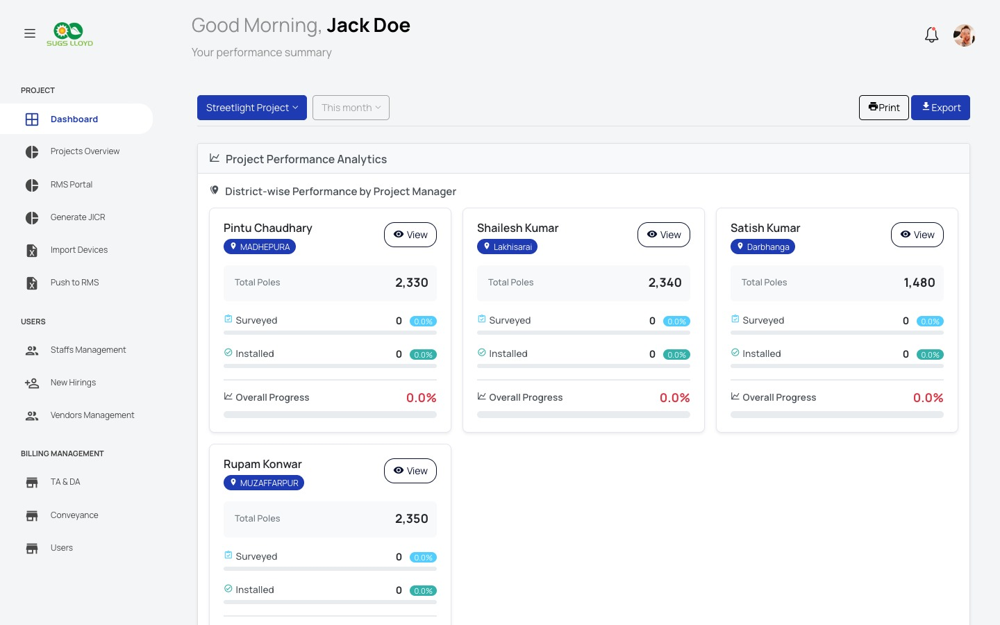 SUGS LLOYD
Good Morning, Jack Doe
Your performance summary
PROJECT
Dashboard
Projects Overview
RMS Portal
Generate JICR
Import Devices
Push to RMS
USERS
Staffs Management
New Hirings
Vendors Management
BILLING MANAGEMENT
TA & DA
Conveyance
Users
Streetlight Project
This month
Print
Export
Project Performance Analytics
District-wise Performance by Project Manager
Pintu Chaudhary
View
MADHEPURA
Total Poles 2,330
Surveyed 0 0.0%
Installed 0 0.0%
Overall Progress 0.0%
Shailesh Kumar
View
Lakhisarai
Total Poles 2,340
Surveyed 0 0.0%
Installed 0 0.0%
Overall Progress 0.0%
Satish Kumar
View
Darbhanga
Total Poles 1,480
Surveyed 0 0.0%
Installed 0 0.0%
Overall Progress 0.0%
Rupam Konwar
View
MUZAFFARPUR
Total Poles 2,350
Surveyed 0 0.0%
Installed 0 0.0%